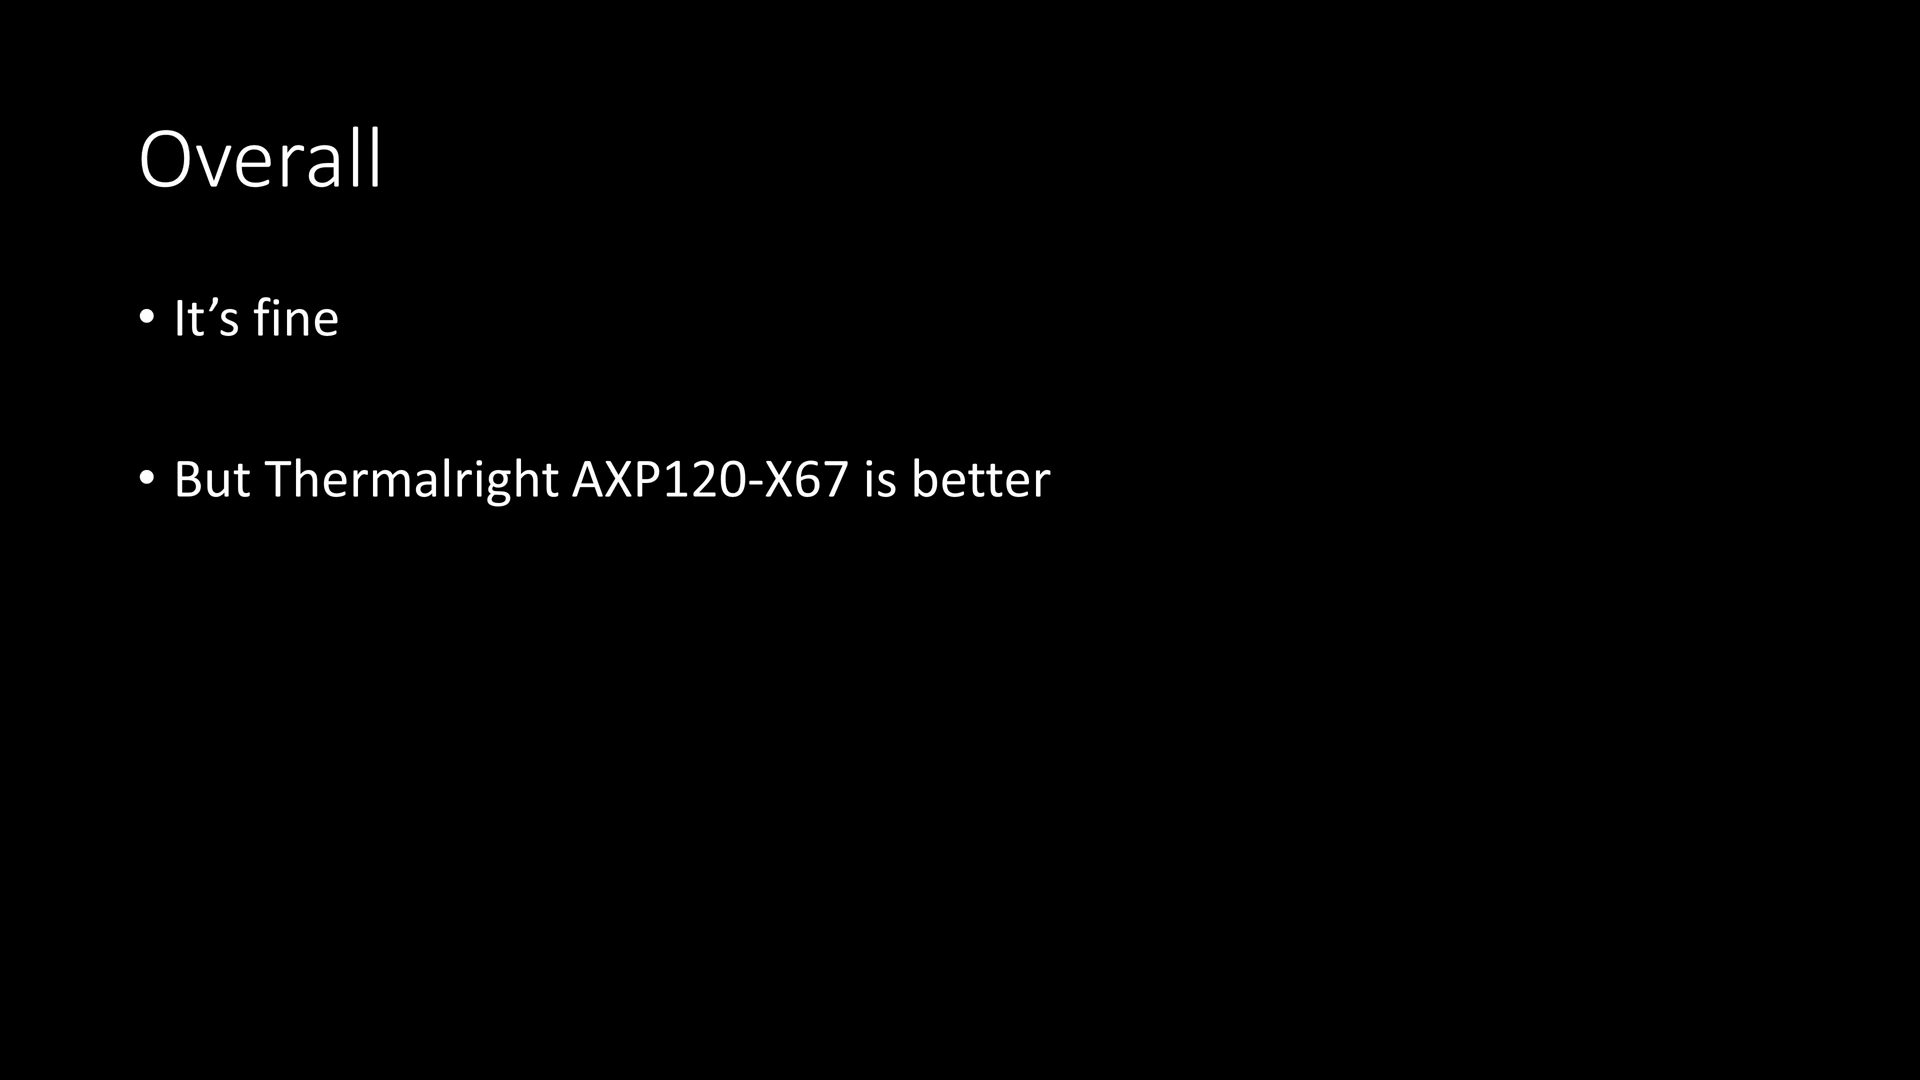 Overall
• It’s fine
• But Thermalright AXP120-X67 is better